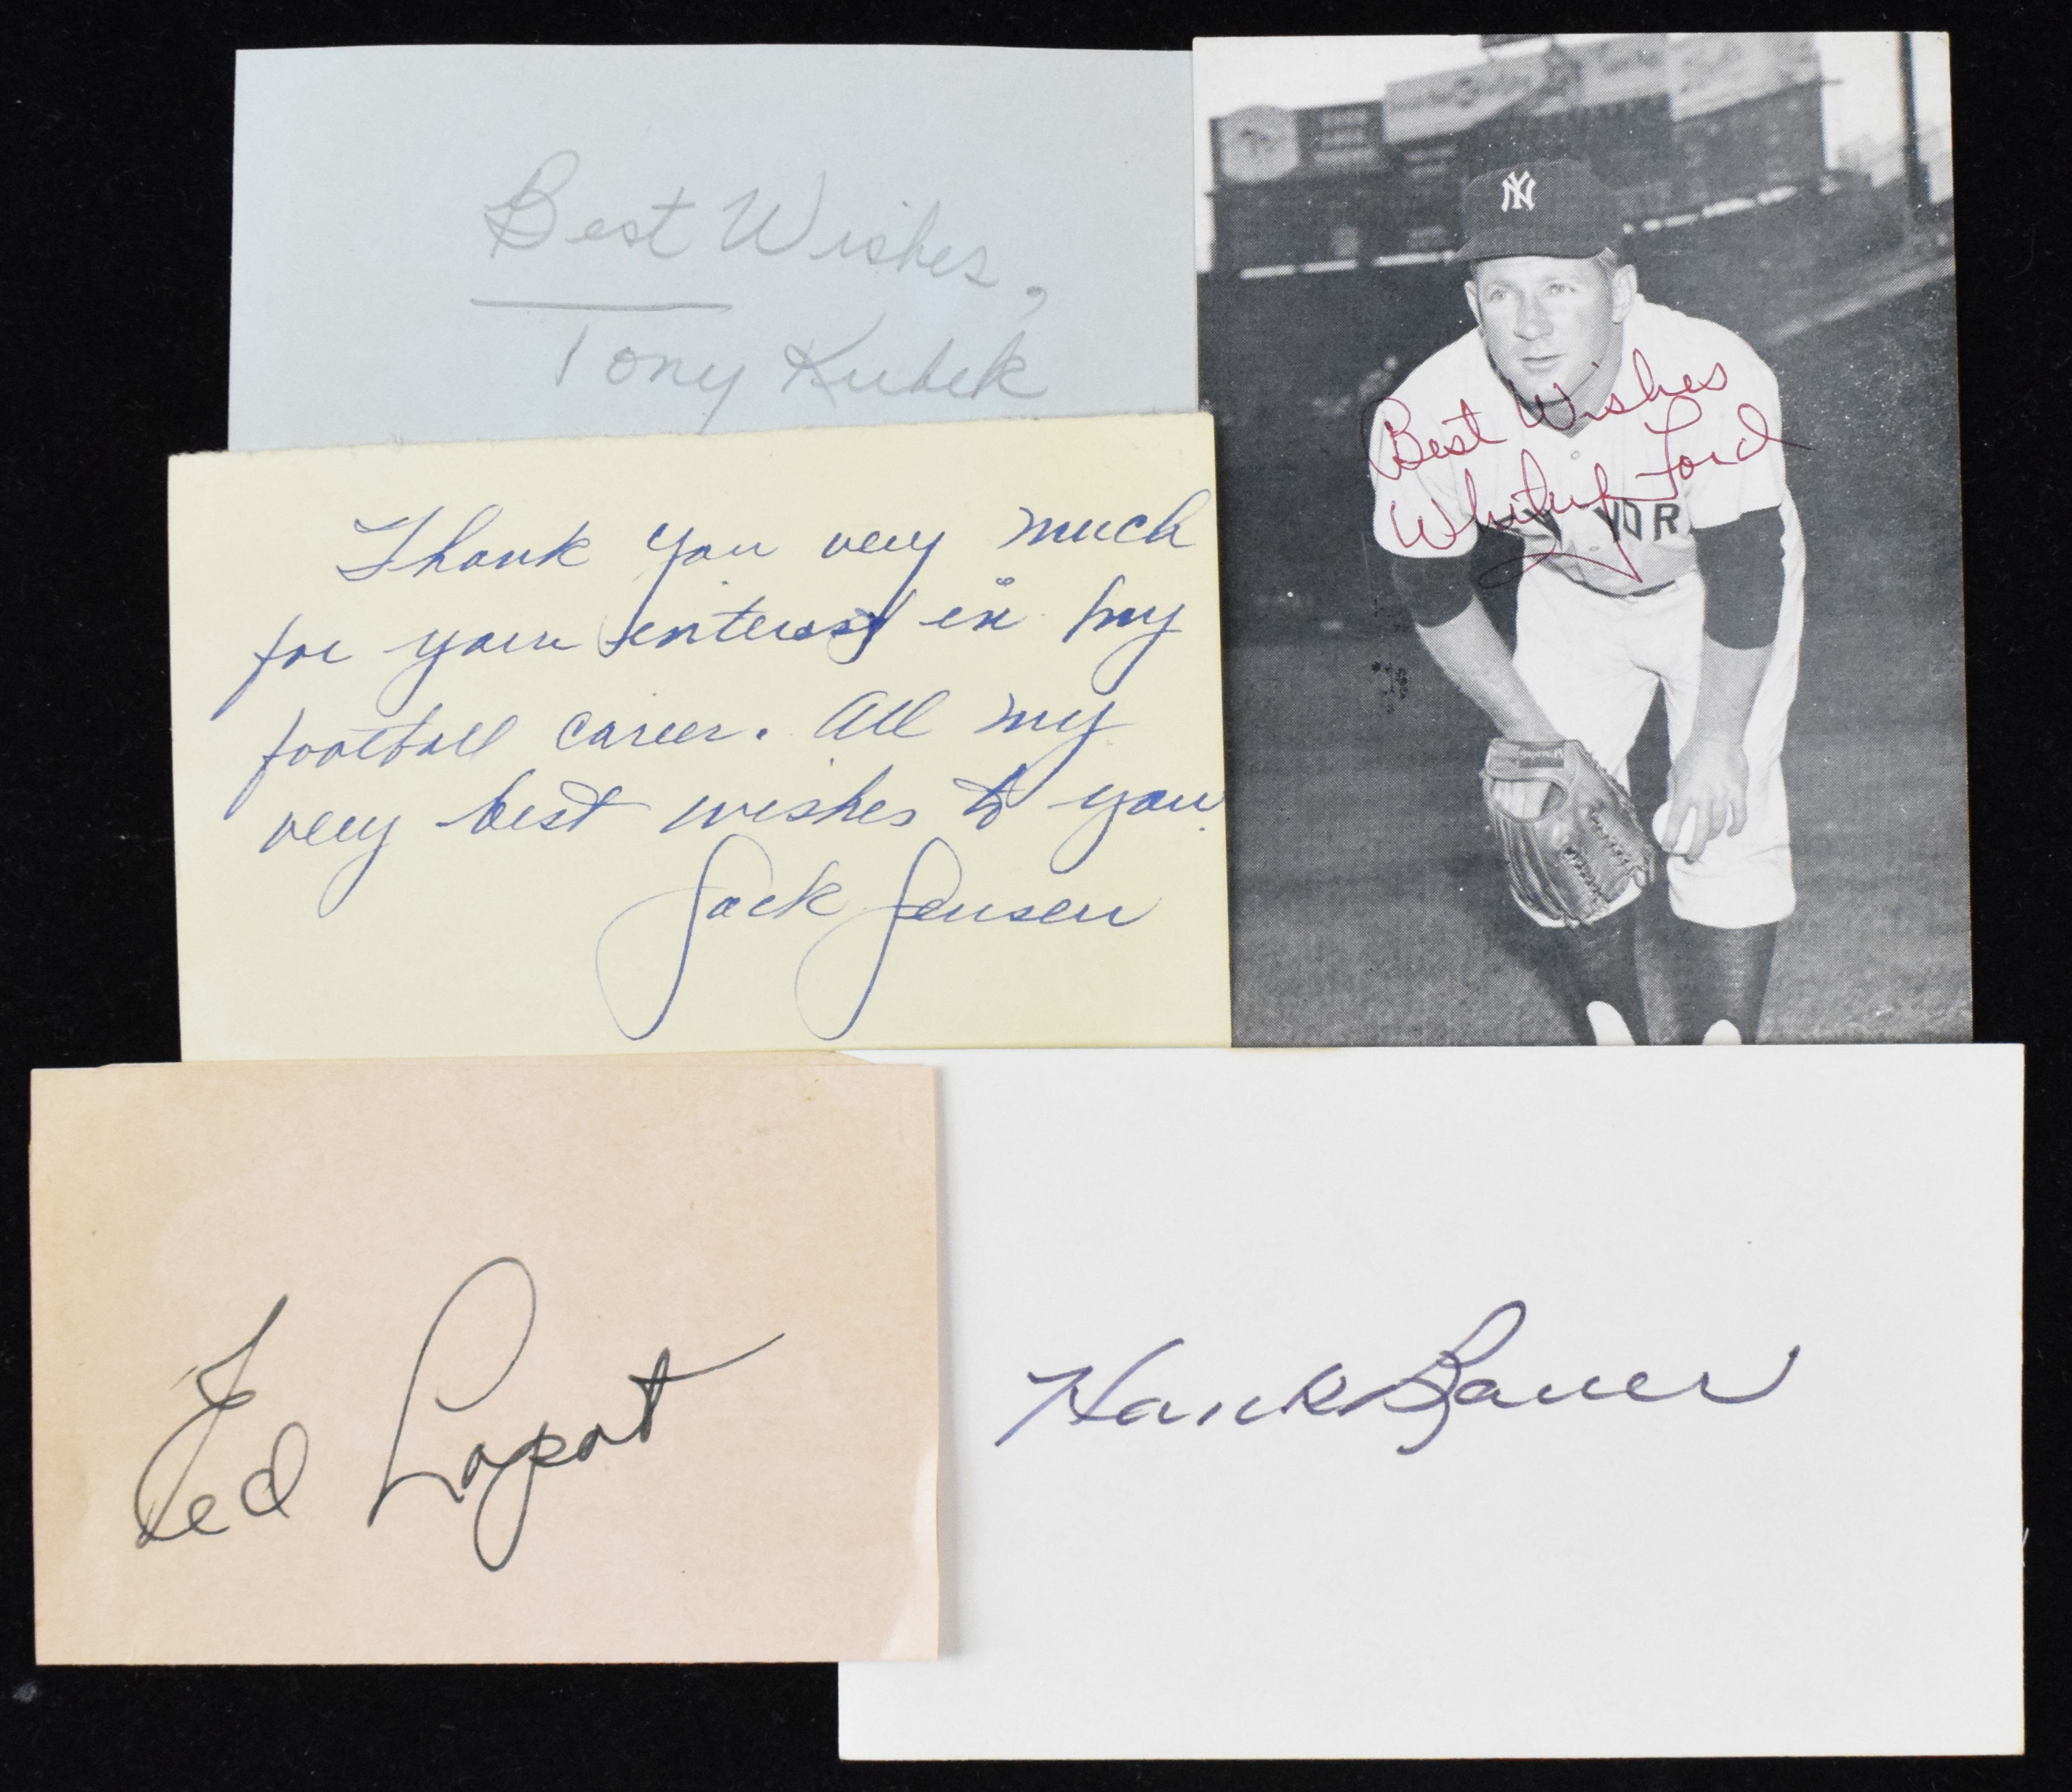 Best Wishes,
Tony Kubek
NY
Best Wishes
Whitey Ford
YOR
Thank you very much
for your interest in my
football career. All my
very best wishes to you.
Jack Jensen
Ed Lopat
Hank Bauer